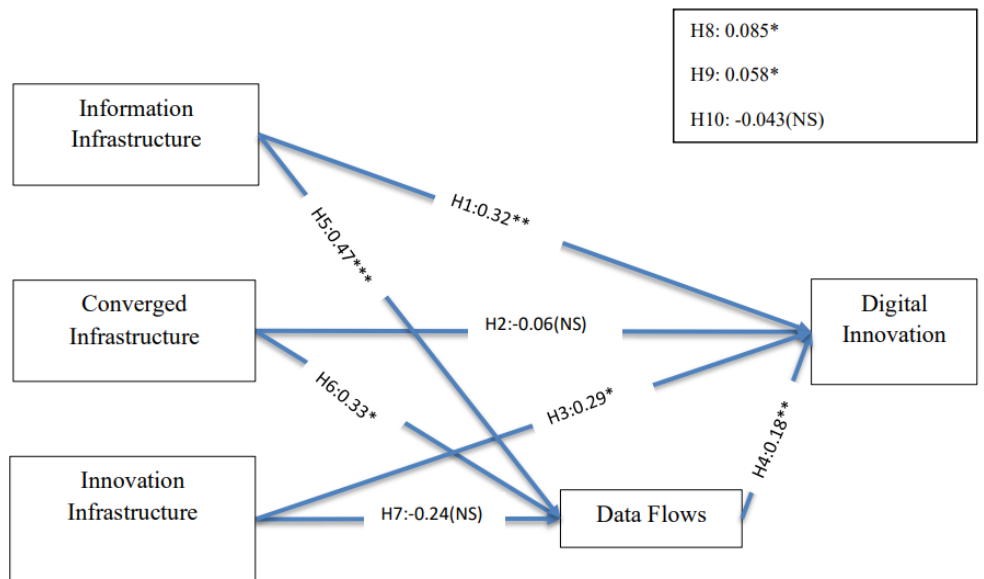 H8: 0.085*
H9: 0.058*
H10: -0.043(NS)
Information
Infrastructure
H1:0.32**
H5:0.47***
Converged
Infrastructure
H2:-0.06(NS)
Digital
Innovation
H6:0.33*
H3:0.29*
H4:0.18**
Innovation
Infrastructure
H7:-0.24(NS)
Data Flows